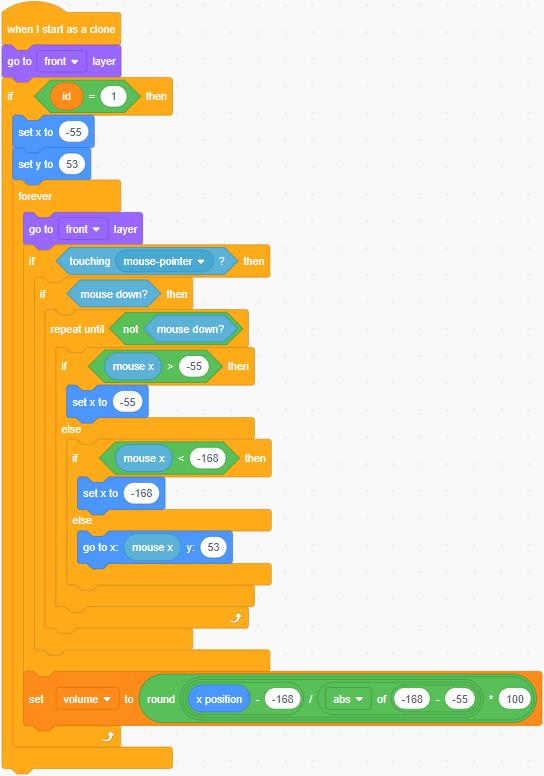 when I start as a clone
go to front layer
if id = 1 then
set x to -55
set y to 53
forever
go to front layer
if touching mouse-pointer ? then
if mouse down? then
repeat until not mouse down?
if mouse x > -55 then
set x to -55
else
if mouse x < -168 then
set x to -168
else
go to x: mouse x y: 53
set volume to round x position - -168 / abs of -168 - -55 * 100